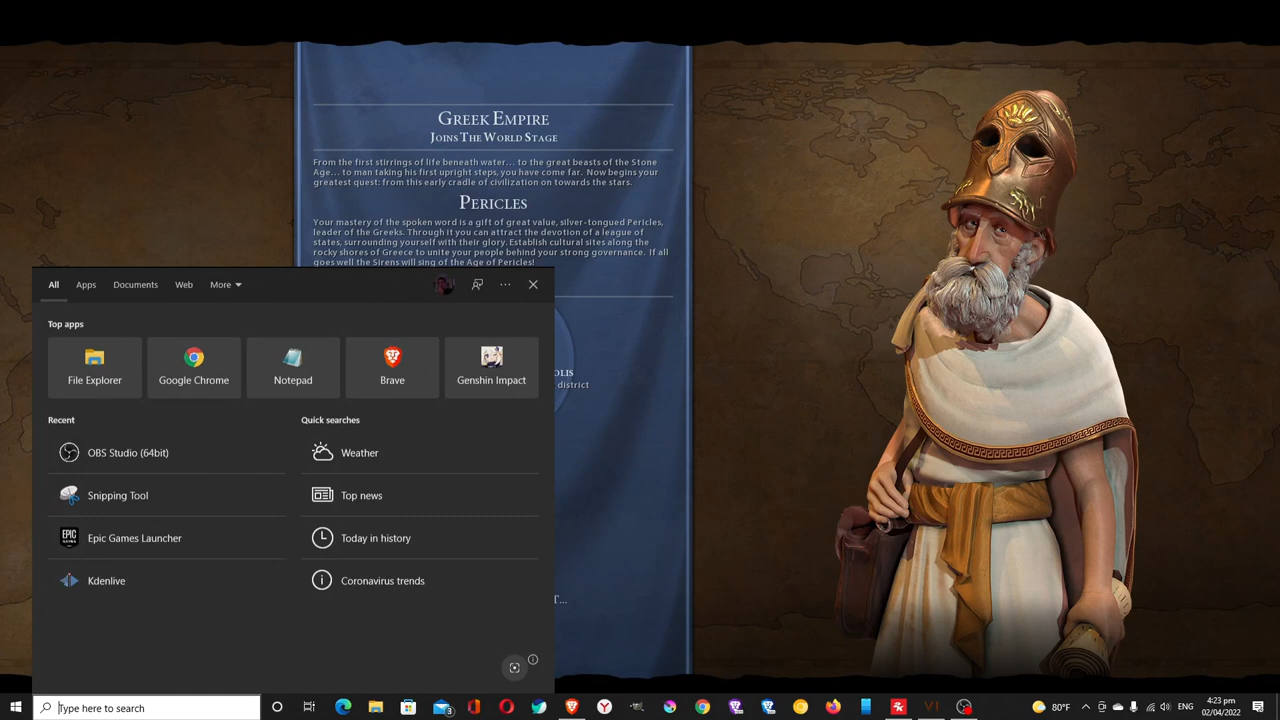 Greek Empire
Joins The World Stage
From the first stirrings of life beneath water... to the great beasts of the Stone
Age... to man taking his first upright steps, you have come far. Now begins your
greatest quest: from this early cradle of civilization on towards the stars.
Pericles
Your mastery of the spoken word is a gift of great value, silver-tongued Pericles,
leader of the Greeks. Through it you can attract the devotion of a league of
states, surrounding yourself with their glory. Establish cultural sites along the
rocky shores of Greece to unite your people behind your strong governance. If all
goes well the Sirens will sing of the Age of Pericles!
All Apps Documents Web More
Top apps
File Explorer Google Chrome Notepad Brave Genshin Impact
Recent
OBS Studio (64bit)
Snipping Tool
EPIC GAMES Epic Games Launcher
Kdenlive
Quick searches
Weather
Top news
Today in history
Coronavirus trends
OLIS
district
T...
Type here to search
3
80°F
ENG
4:23 pm
02/04/2022